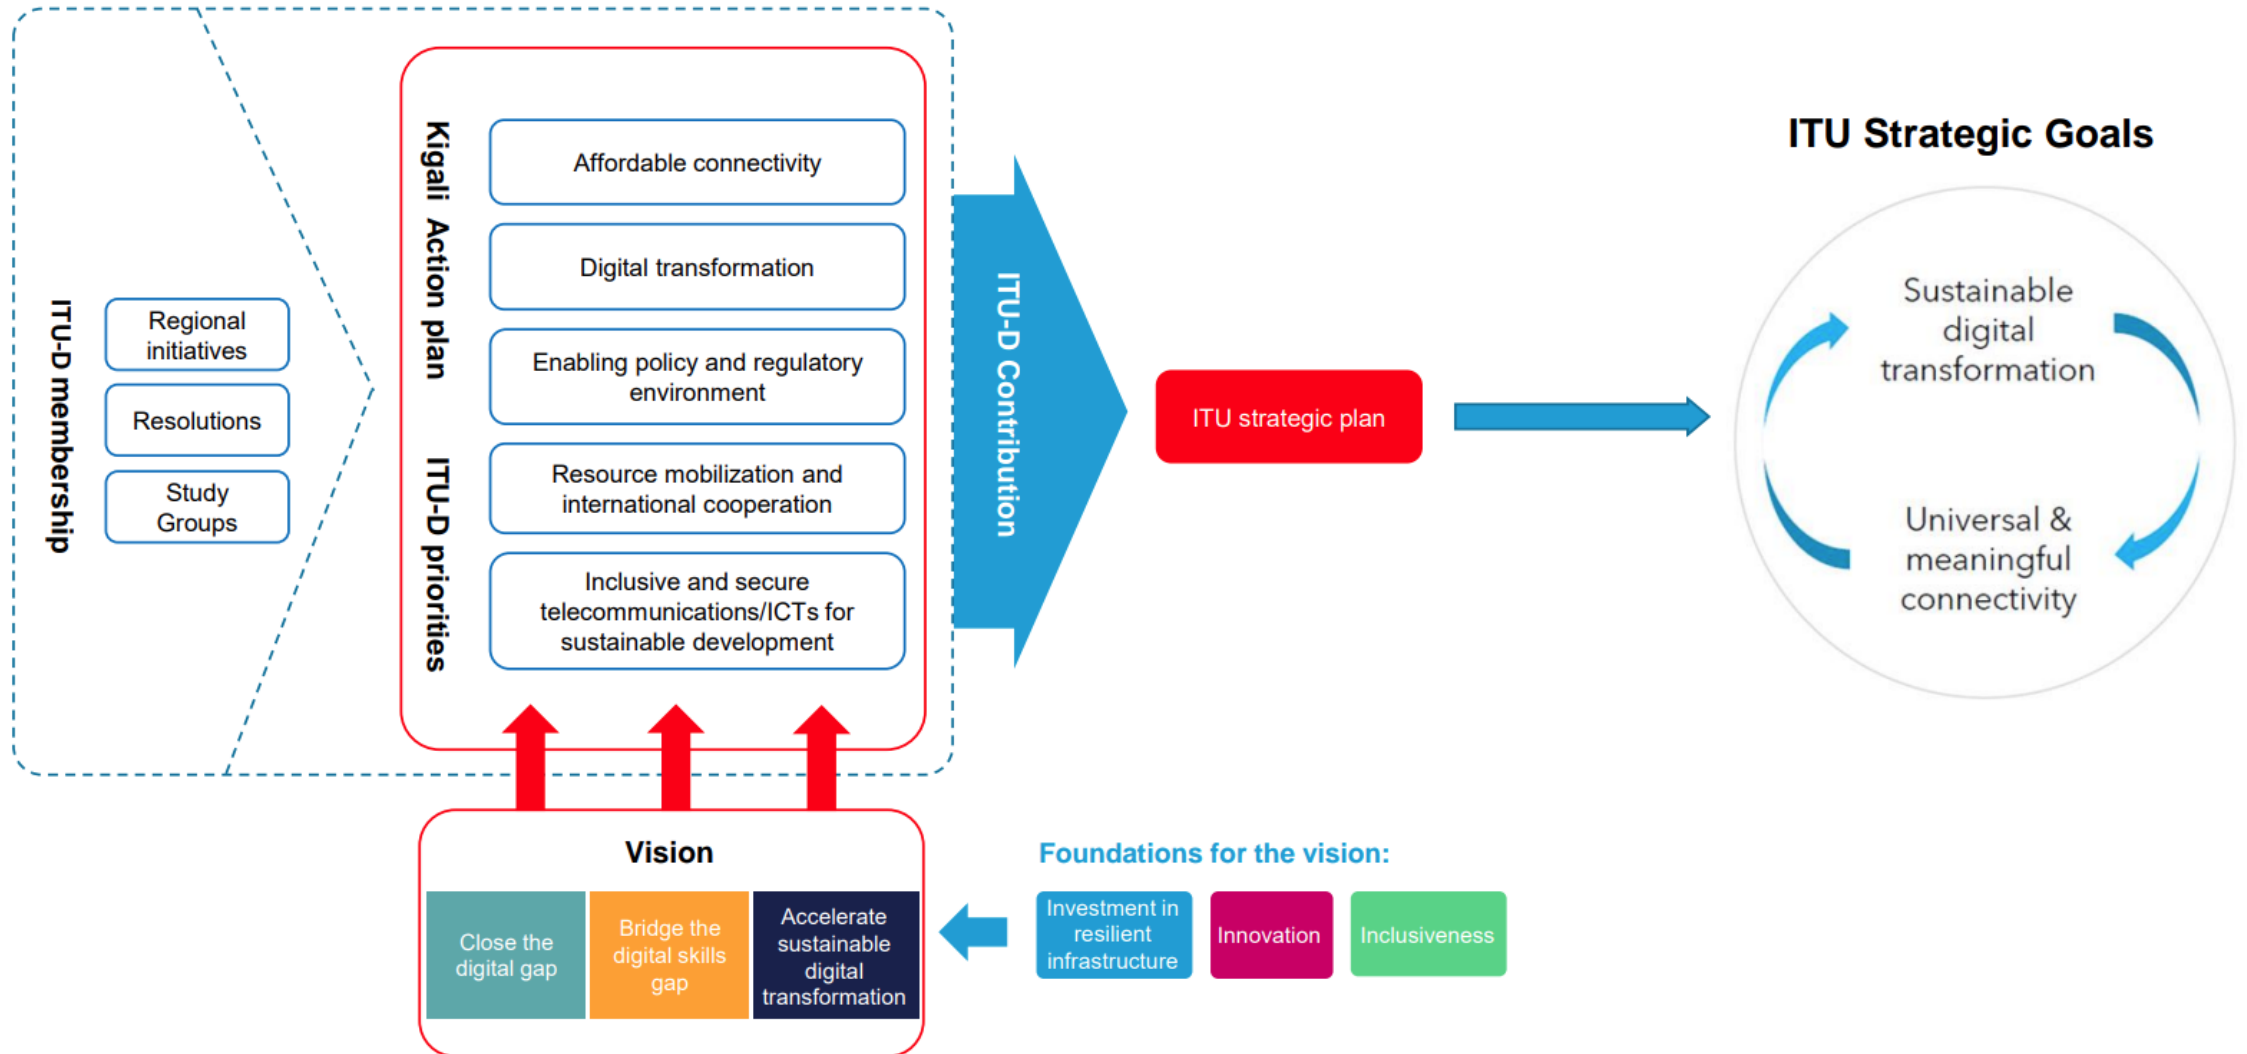 ITU-D membership
Regional
initiatives
Resolutions
Study
Groups
Kigali Action plan
ITU-D priorities
Affordable connectivity
Digital transformation
Enabling policy and regulatory
environment
Resource mobilization and
international cooperation
Inclusive and secure
telecommunications/ICTs for
sustainable development
ITU-D Contribution
ITU strategic plan
ITU Strategic Goals
Sustainable
digital
transformation
Universal &
meaningful
connectivity
Vision
Close the
digital gap
Bridge the
digital skills
gap
Accelerate
sustainable
digital
transformation
Foundations for the vision:
Investment in
resilient
infrastructure
Innovation
Inclusiveness